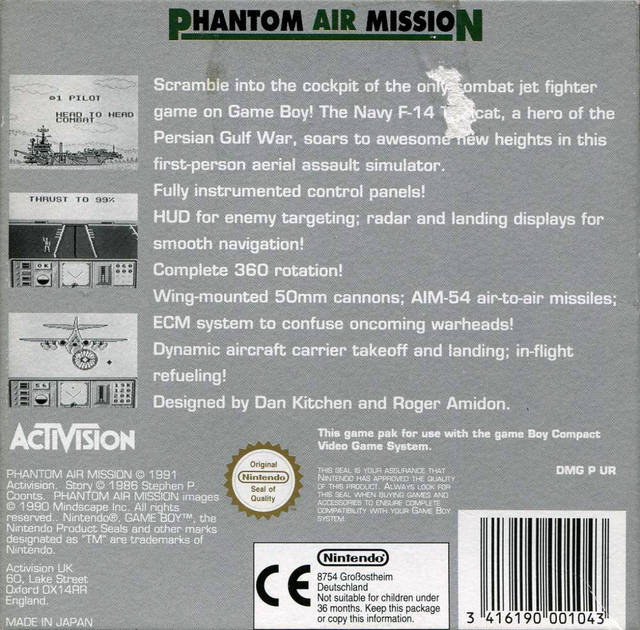 PHANTOM AIR MISSION
Scramble into the cockpit of the only combat jet fighter
game on Game Boy! The Navy F-14 cat, a hero of the
Persian Gulf War, soars to awesome new heights in this
first-person aerial assault simulator.
Fully instrumented control panels!
HUD for enemy targeting; radar and landing displays for
smooth navigation!
Complete 360 rotation!
Wing-mounted 50mm cannons; AIM-54 air-to-air missiles;
ECM system to confuse oncoming warheads!
Dynamic aircraft carrier takeoff and landing; in-flight
refueling!
Designed by Dan Kitchen and Roger Amidon.
1 PILOT
HEAD TO HEAD
COMBAT
THRUST TO 99%
OK
ACTIVISION
PHANTOM AIR MISSION © 1991
Activision. Story © 1986 Stephen P.
Coonts. PHANTOM AIR MISSION images
© 1990 Mindscape Inc. All rights
reserved.. Nintendo®, GAME BOY™, the
Nintendo Product Seals and other marks
designated as "TM" are trademarks of
Nintendo.
Activision UK
60, Lake Street
Oxford OX14RR
England.
MADE IN JAPAN
Original
Nintendo
Seal of
Quality
This game pak for use with the game Boy Compact
Video Game System.
THIS SEAL IS YOUR ASSURANCE THAT
NINTENDO HAS APPROVED THE QUALITY
OF THIS PRODUCT. ALWAYS LOOK FOR
THIS SEAL WHEN BUYING GAMES AND
ACCESSORIES TO ENSURE COMPLETE
COMPATIBILITY WITH YOUR GAME BOY
SYSTEM.
DMG P UR
CE
Nintendo
8754 Großostheim
Deutschland
Not suitable for children under
36 months. Keep this package
or copy this information.
3 416190 001043